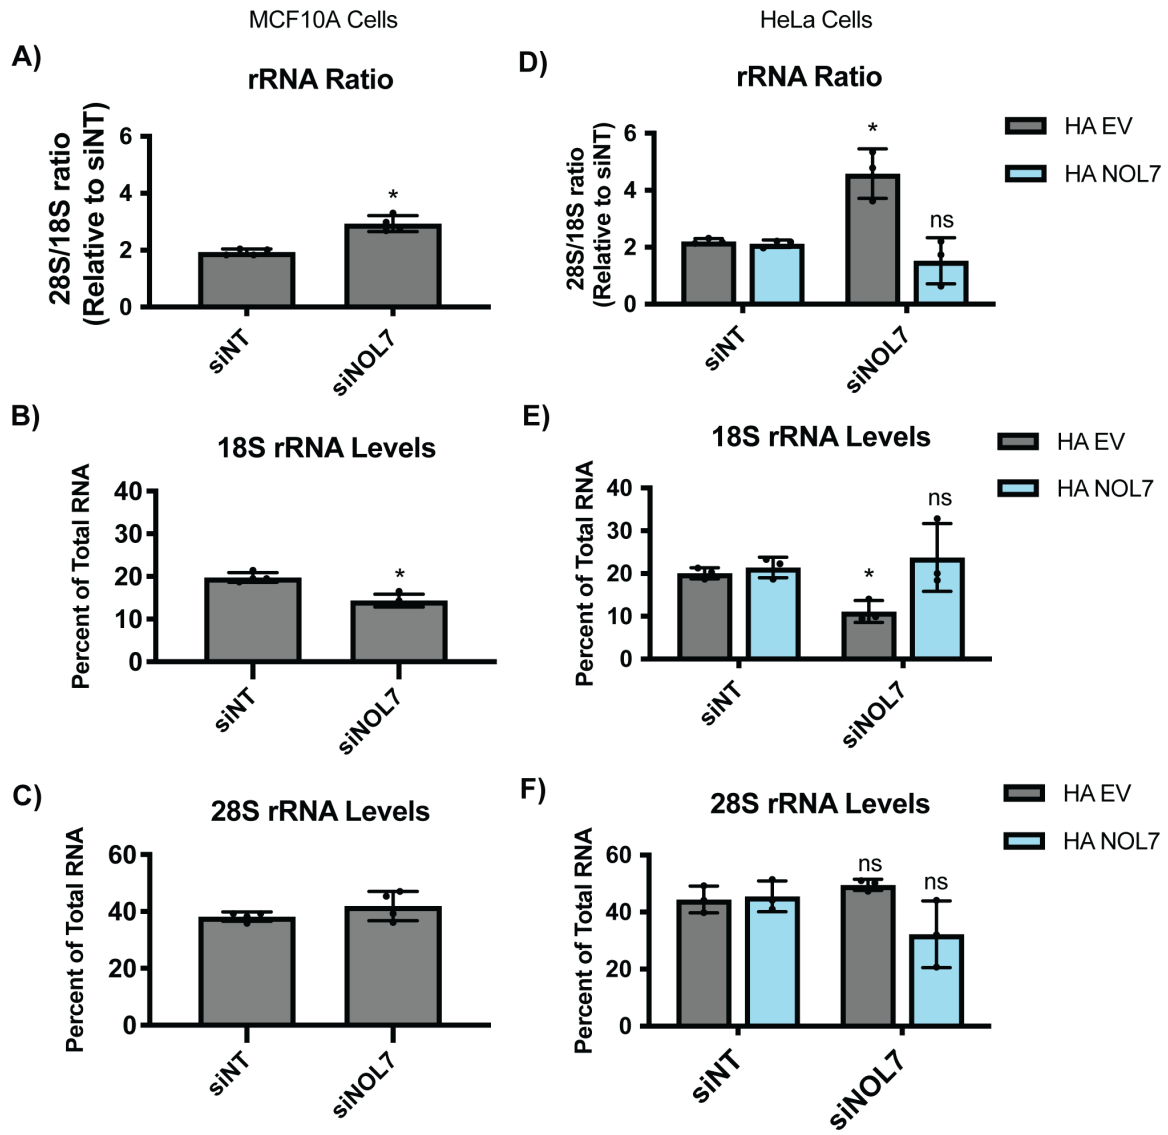 MCF10A Cells
HeLa Cells
A)
rRNA Ratio
28S/18S ratio
(Relative to siNT)
6
4
2
0
*
siNT
siNOL7
D)
rRNA Ratio
28S/18S ratio
(Relative to siNT)
6
4
2
0
*
ns
siNT
siNOL7
HA EV
HA NOL7
B)
18S rRNA Levels
Percent of Total RNA
40
30
20
10
0
*
siNT
siNOL7
E)
18S rRNA Levels
Percent of Total RNA
40
30
20
10
0
*
ns
siNT
siNOL7
HA EV
HA NOL7
C)
28S rRNA Levels
Percent of Total RNA
60
40
20
0
siNT
siNOL7
F)
28S rRNA Levels
Percent of Total RNA
60
40
20
0
ns
ns
siNT
siNOL7
HA EV
HA NOL7